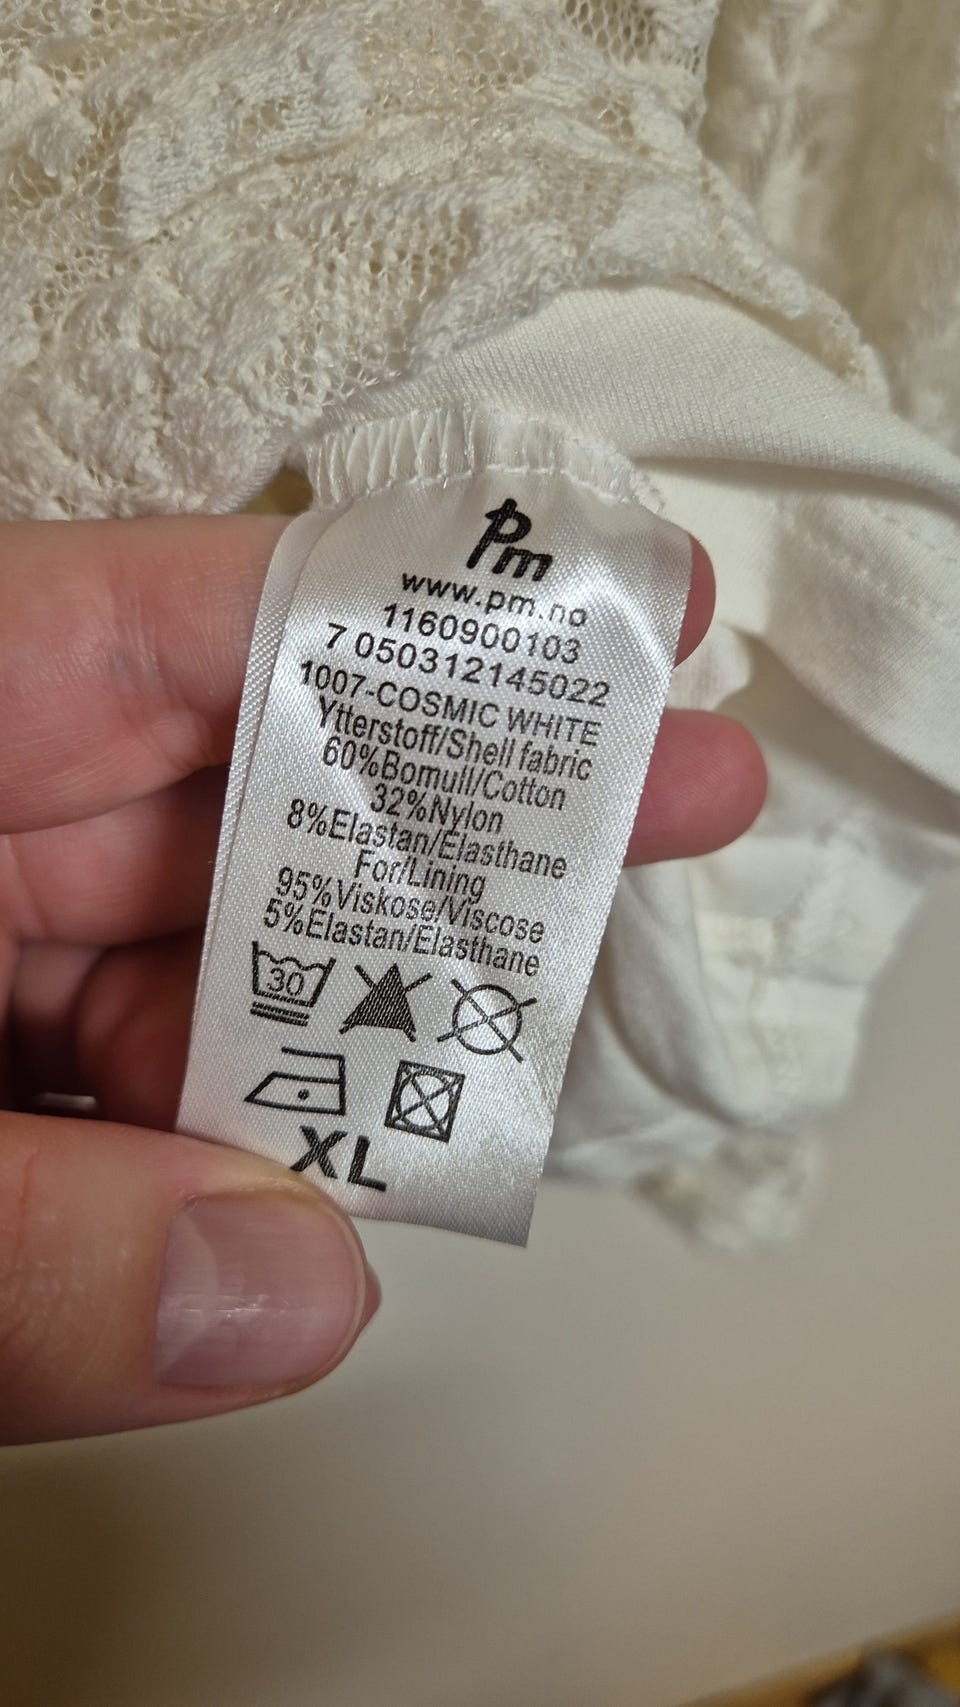 Pm
www.pm.no
1160900103
7 050312145022
1007-COSMIC WHITE
Ytterstoff/Shell fabric
60%Bomull/Cotton
32%Nylon
8%Elastan/Elasthane
For/Lining
95%Viskose/Viscose
5%Elastan/Elasthane
30
XL